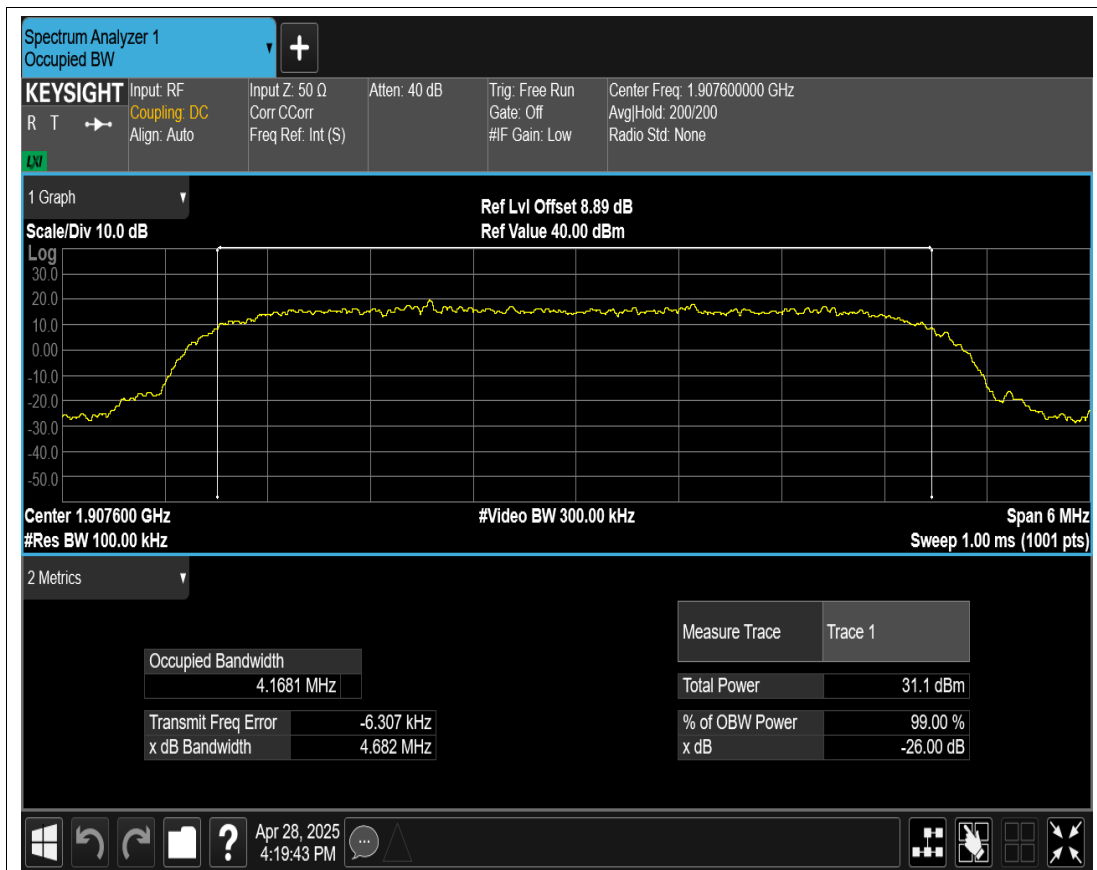 Spectrum Analyzer 1
Occupied BW
+
KEYSIGHT
R T
LXI
Input: RF
Coupling: DC
Align: Auto
Input Z: 50 Ω
Corr CCorr
Freq Ref: Int (S)
Atten: 40 dB
Trig: Free Run
Gate: Off
#IF Gain: Low
Center Freq: 1.907600000 GHz
Avg|Hold: 200/200
Radio Std: None
1 Graph
Scale/Div 10.0 dB
Ref Lvl Offset 8.89 dB
Ref Value 40.00 dBm
Log
30.0
20.0
10.0
0.00
-10.0
-20.0
-30.0
-40.0
-50.0
Center 1.907600 GHz
#Video BW 300.00 kHz
Span 6 MHz
#Res BW 100.00 kHz
Sweep 1.00 ms (1001 pts)
2 Metrics
Occupied Bandwidth
4.1681 MHz
Transmit Freq Error -6.307 kHz
x dB Bandwidth 4.682 MHz
Measure Trace Trace 1
Total Power 31.1 dBm
% of OBW Power 99.00 %
x dB -26.00 dB
?
Apr 28, 2025
4:19:43 PM